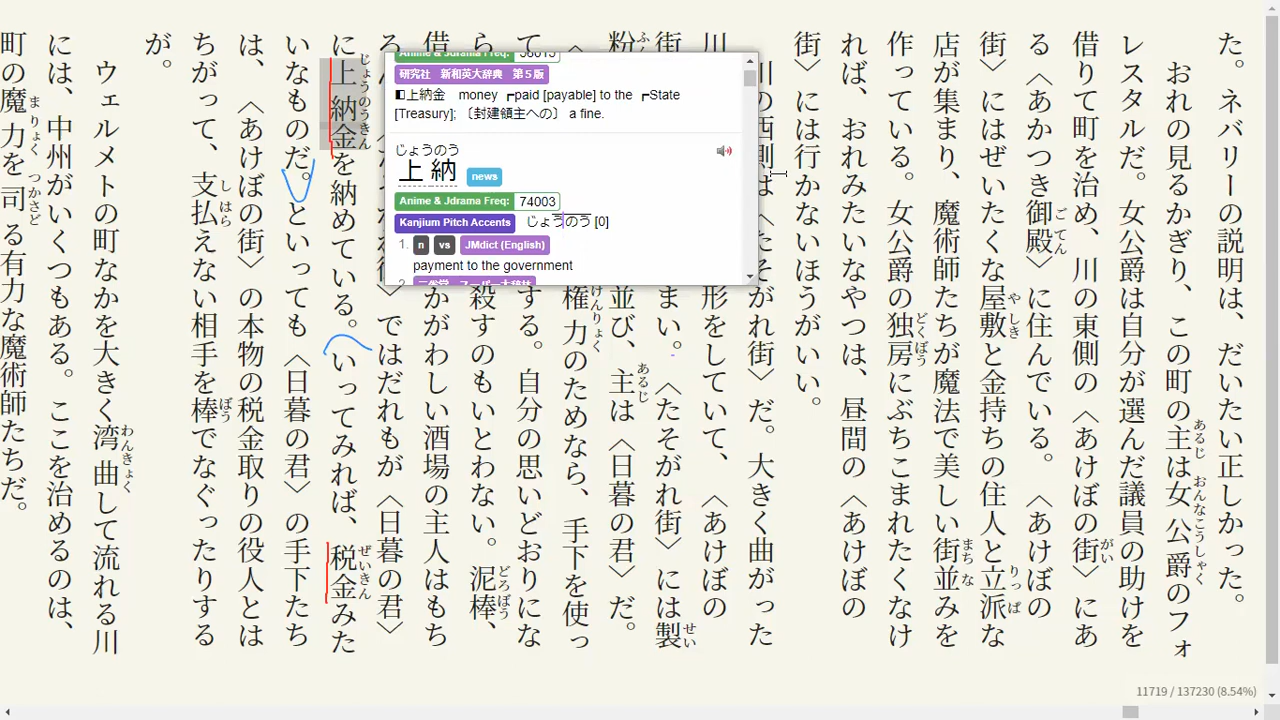 た。ネバリーの説明は、だいたい正しかった。
おれの見るかぎり、この町の主は女公爵のフォ
レスタルだ。女公爵は自分が選んだ議員の助けを
借りて町を治め、川の東側の〈あけぼの街〉にあ
る〈あかつき御殿〉に住んでいる。〈あけぼの
街〉にはぜいたくな屋敷と金持ちの住人と立派な
店が集まり、魔術師たちが魔法で美しい街並みを
作っている。女公爵の独房にぶちこまれたくなけ
れば、おれみたいなやつは、昼間の〈あけぼの
街〉には行かないほうがいい。
川の西側は〈たそがれ街〉だ。大きく曲がった
川 形をしていて、〈あけぼの
街 まい。〈たそがれ街〉には製
粉 並び、主は〈日暮の君〉だ。
〈 権力のためなら、手下を使っ
て する。自分の思いどおりにな
ら 殺すのもいとわない。泥棒、
借 かがわしい酒場の主人はもち
ろ 〉ではだれもが〈日暮の君〉
に上納金を納めている。いってみれば、税金みた
いなものだ。といっても〈日暮の君〉の手下たち
は、〈あけぼの街〉の本物の税金取りの役人とは
ちがって、支払えない相手を棒でなぐったりする
が。
ウェルメトの町なかを大きく湾曲して流れる川
には、中州がいくつもある。ここを治めるのは、
町の魔力を司る有力な魔術師たちだ。
Anime & Jdrama Freq:
研究社　新和英大辞典　第５版
◧上納金　money ┏paid [payable] to the ┏State
[Treasury]; 〔封建領主への〕 a fine.
じょうのう
上納 news
Anime & Jdrama Freq: 74003
Kanjium Pitch Accents じょうのう [0]
1. n vs JMdict (English)
payment to the government
2.
11719 / 137230 (8.54%)